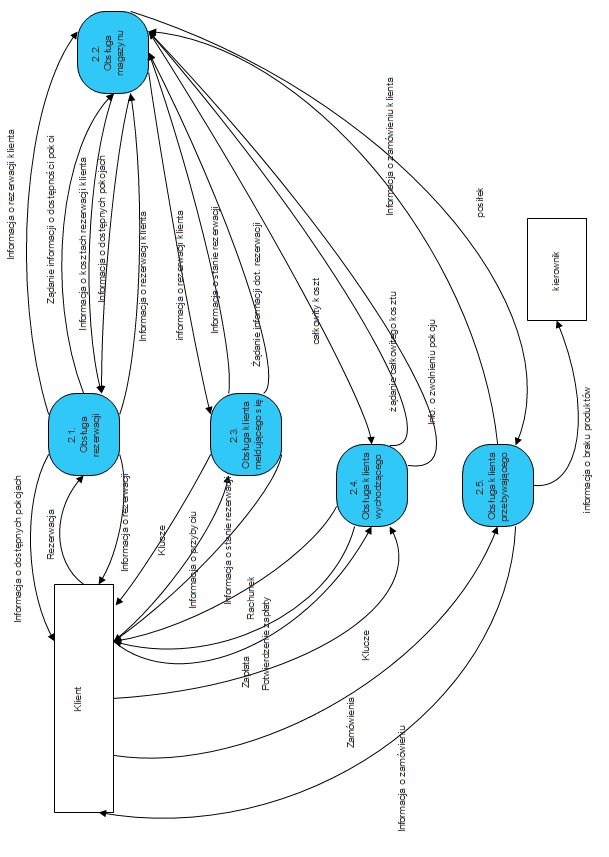 2.2.
Obsługa
magazynu
Informacja o rezerwacji klienta
Żądanie informacji o dostępności pokoi
Informacja o kosztach rezerwacji klienta
Informacja o dostępnych pokojach
Informacja o rezerwacji klienta
informacja o rezerwacji klienta
Informacja o stanie rezerwacji
Żądanie informacji dot. rezerwacji
całkowity koszt
żądanie całkowitego kosztu
Info. o zwolnieniu pokoju
Informacja o zamówieniu klienta
posiłek
kierownik
2.1.
Obsługa
rezerwacji
2.3.
Obsługa klienta
meldującego się
2.4.
Obsługa klienta
wychodzącego
2.5.
Obsługa klienta
przebywającego
informacja o braku produktów
Informacja o dostępnych pokojach
Rezerwacja
Informacja o rezerwacji
Klucze
Informacja o przybyciu
Informacja o stanie rezerwacji
Rachunek
Zapłata
Potwierdzenie zapłaty
Klucze
Zamówienia
Informacja o zamówieniu
Klient